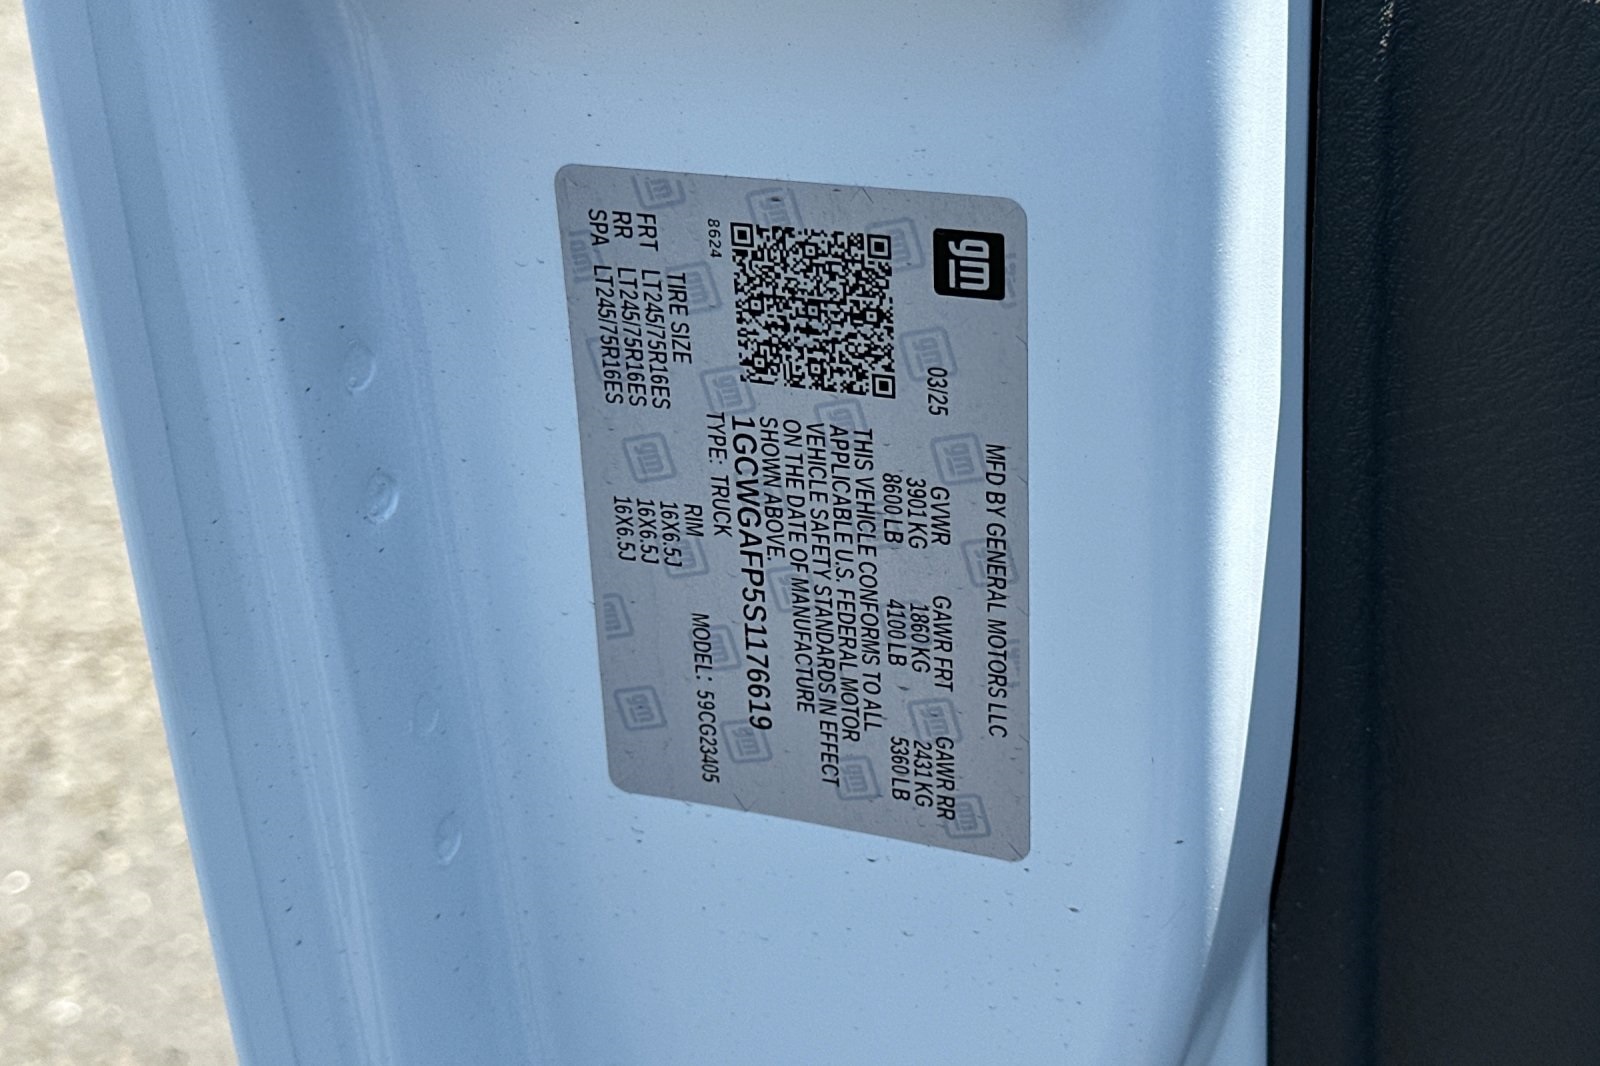 gm
MFD BY GENERAL MOTORS LLC
03/25
GVWR GAWR FRT GAWR RR
3901 KG 1860 KG 2431 KG
8600 LB 4100 LB 5360 LB
THIS VEHICLE CONFORMS TO ALL
APPLICABLE U.S. FEDERAL MOTOR
VEHICLE SAFETY STANDARDS IN EFFECT
ON THE DATE OF MANUFACTURE
SHOWN ABOVE.
1GCWGAFP5S1176619
8624
TYPE: TRUCK MODEL: 59CG23405
TIRE SIZE RIM
FRT LT245/75R16ES 16X6.5J
RR LT245/75R16ES 16X6.5J
SPA LT245/75R16ES 16X6.5J